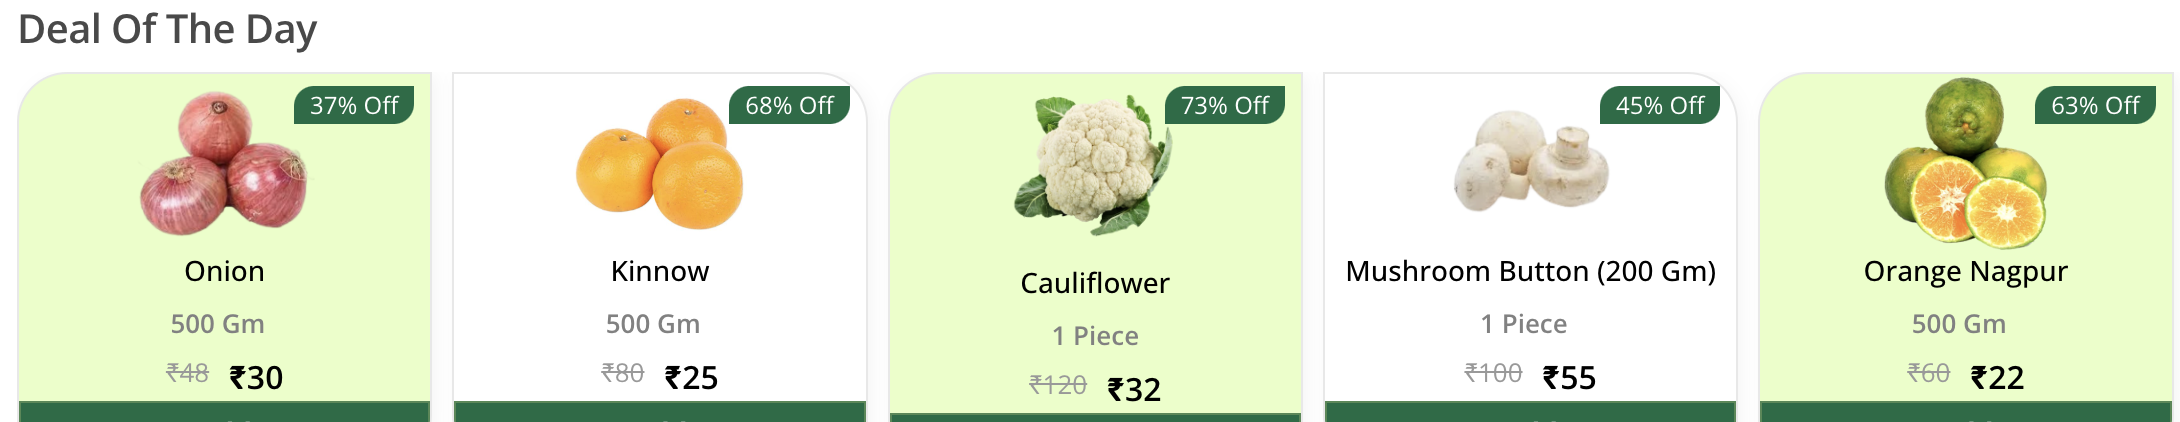 Deal Of The Day
37% Off
Onion
500 Gm
₹48 ₹30
68% Off
Kinnow
500 Gm
₹80 ₹25
73% Off
Cauliflower
1 Piece
₹120 ₹32
45% Off
Mushroom Button (200 Gm)
1 Piece
₹100 ₹55
63% Off
Orange Nagpur
500 Gm
₹60 ₹22